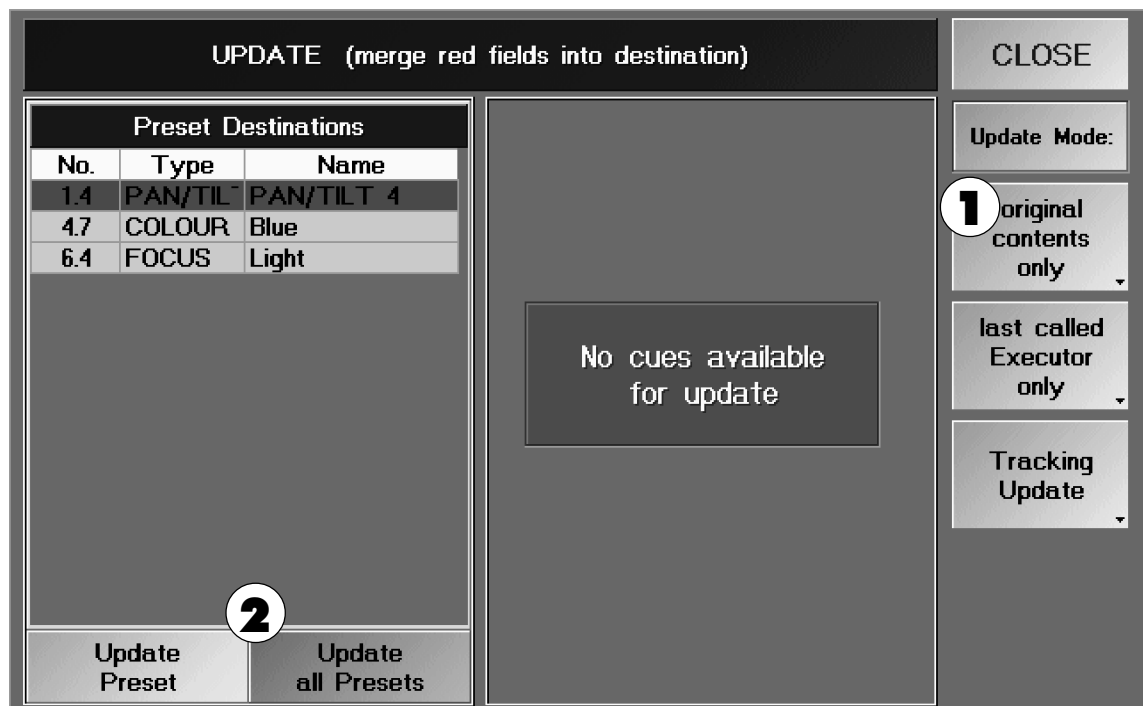 UPDATE (merge red fields into destination)
CLOSE
Preset Destinations
No. Type Name
1.4 PAN/TIL PAN/TILT 4
4.7 COLOUR Blue
6.4 FOCUS Light
2
Update
Preset
Update
all Presets
No cues available
for update
Update Mode:
1
original
contents
only
last called
Executor
only
Tracking
Update